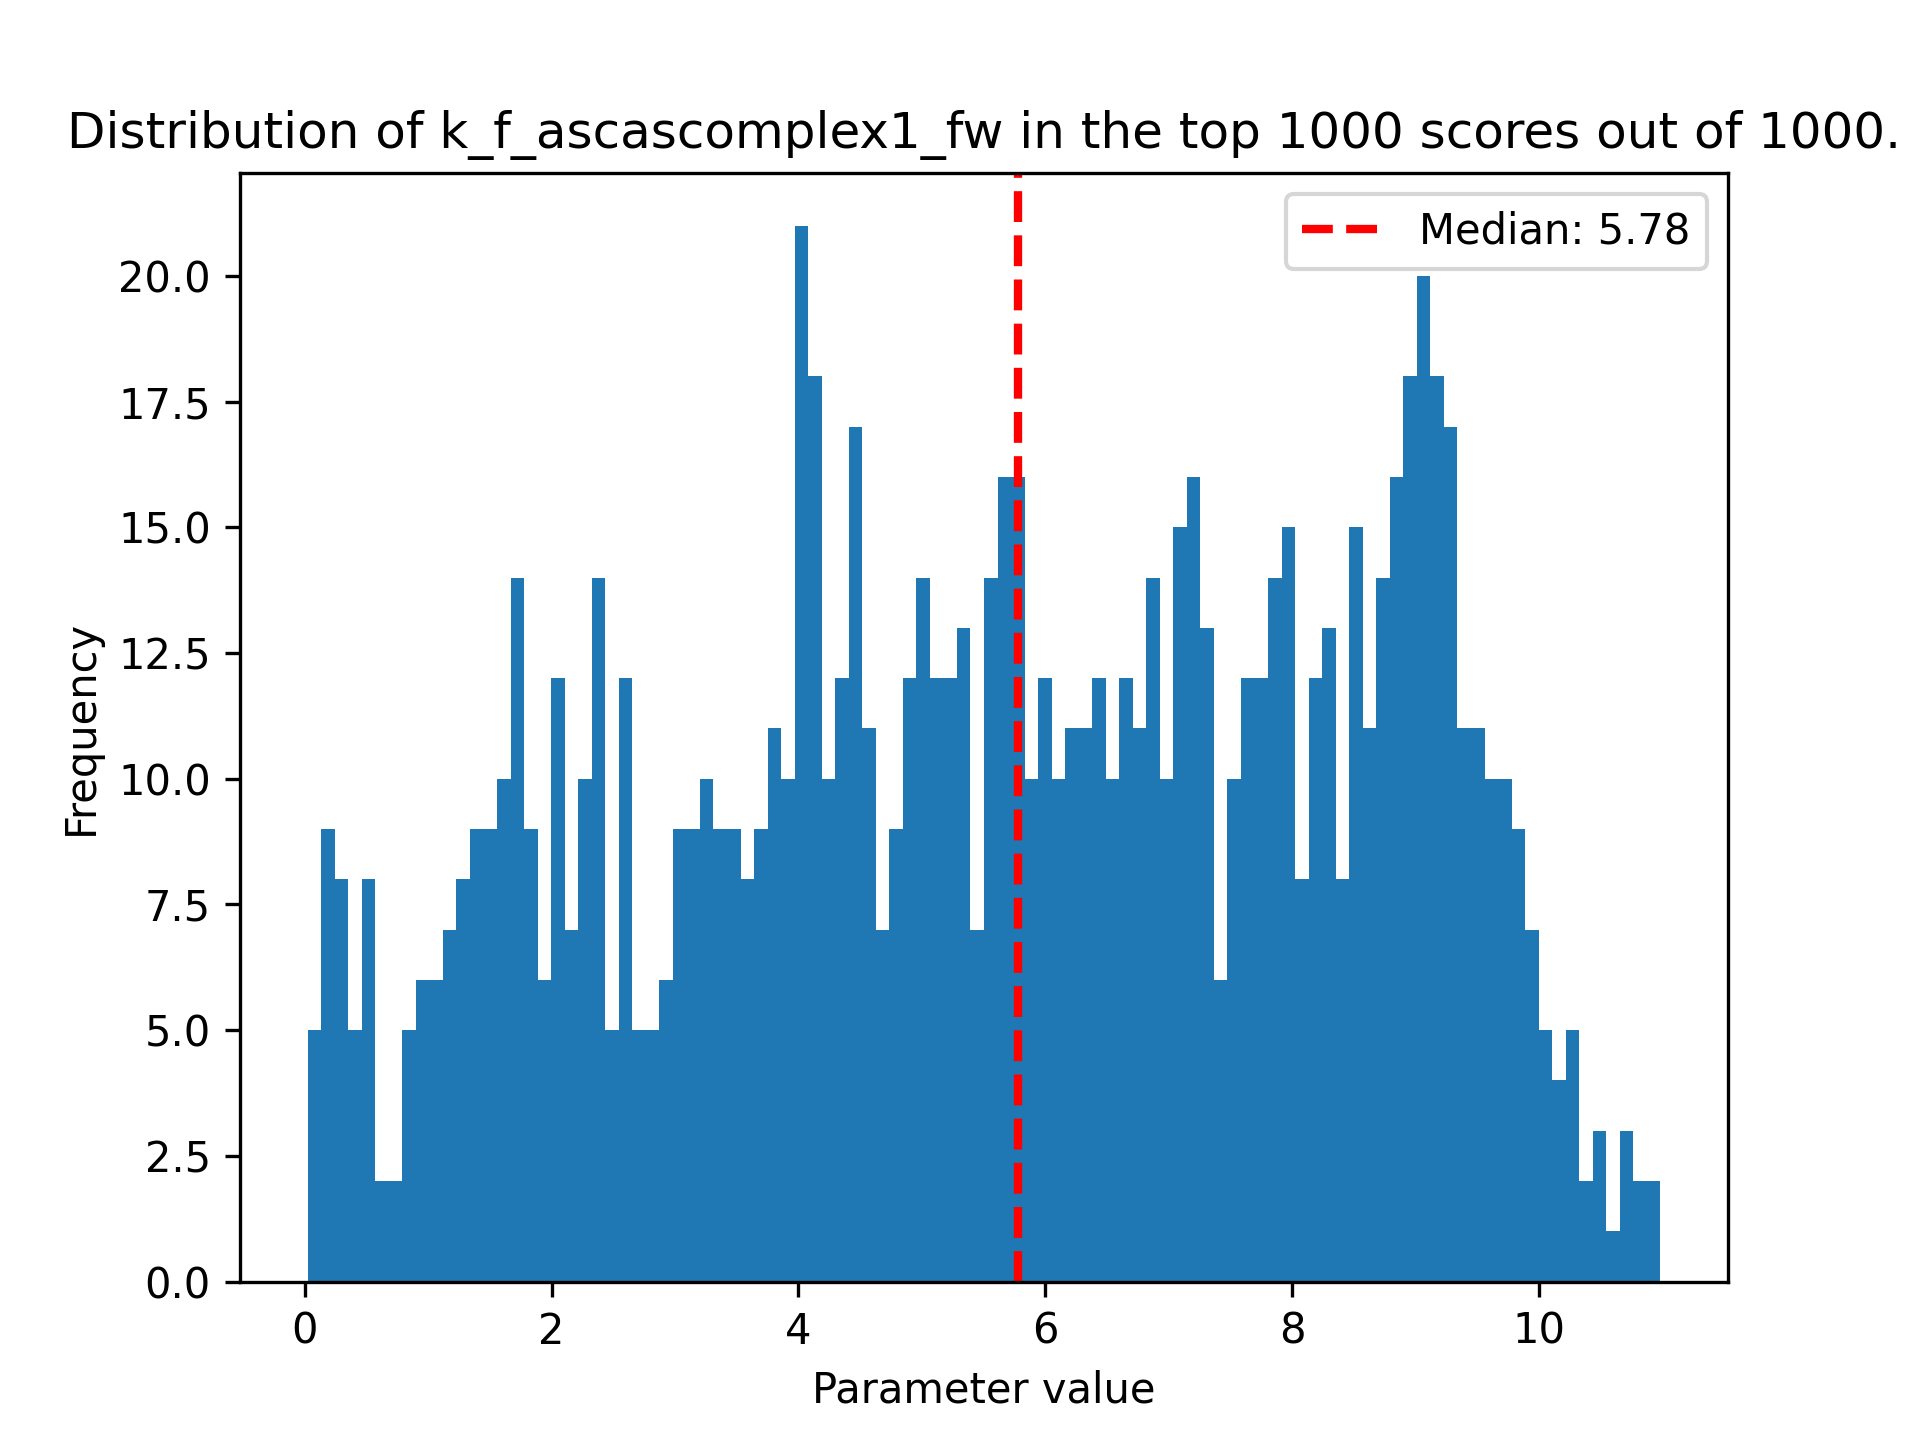 Distribution of k_f_ascascomplex1_fw in the top 1000 scores out of 1000.
Median: 5.78
20.0
17.5
15.0
12.5
10.0
7.5
5.0
2.5
0.0
Frequency
0 2 4 6 8 10
Parameter value